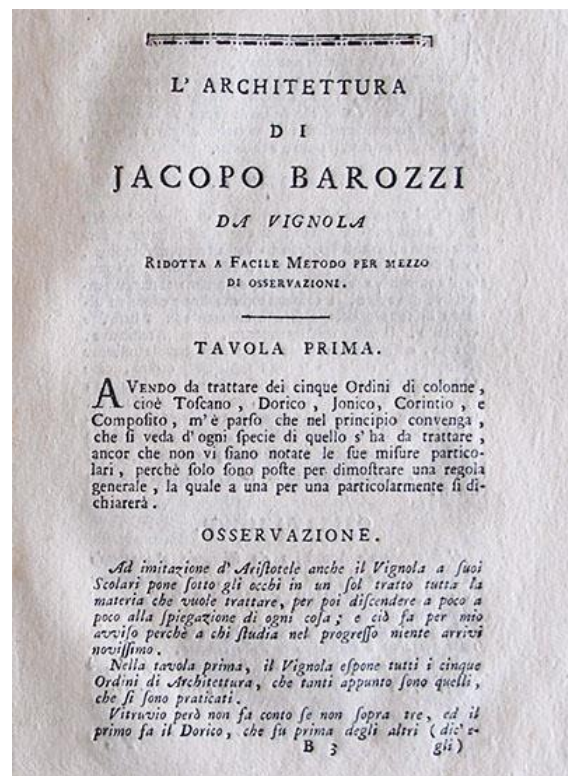 L' ARCHITETTURA
DI
JACOPO BAROZZI
DA VIGNOLA
RIDOTTA A FACILE METODO PER MEZZO
DI OSSERVAZIONI.
TAVOLA PRIMA.
AVENDO da trattare dei cinque Ordini di colonne,
cioè Toſcano, Dorico, Jonico, Corintio, e
Compoſito, m'è parſo che nel principio convenga,
che ſi veda d'ogni ſpecie di quello s'ha da trattare,
ancor che non vi ſiano notate le ſue miſure partico-
lari, perchè ſolo ſono poſte per dimoſtrare una regola
generale, la quale a una per una particolarmente ſi di-
chiarerà.
OSSERVAZIONE.
Ad imitazione d'Ariſtotele anche il Vignola a ſuoi
Scolari pone ſotto gli occhi in un ſol tratto tutta la
materia che vuole trattare, per poi diſcendere a poco a
poco alla ſpiegazione di ogni coſa; e ciò fa per mio
avviſo perchè a chi ſtudia nel progreſſo niente arrivi
noviſſimo.
Nella tavola prima, il Vignola eſpone tutti i cinque
Ordini di Architettura, che tanti appunto ſono quelli,
che ſi ſono praticati.
Vitruvio però non fa conto ſe non ſopra tre, ed il
primo fa il Dorico, che fu prima degli altri (dic' e-
B 3 gli)